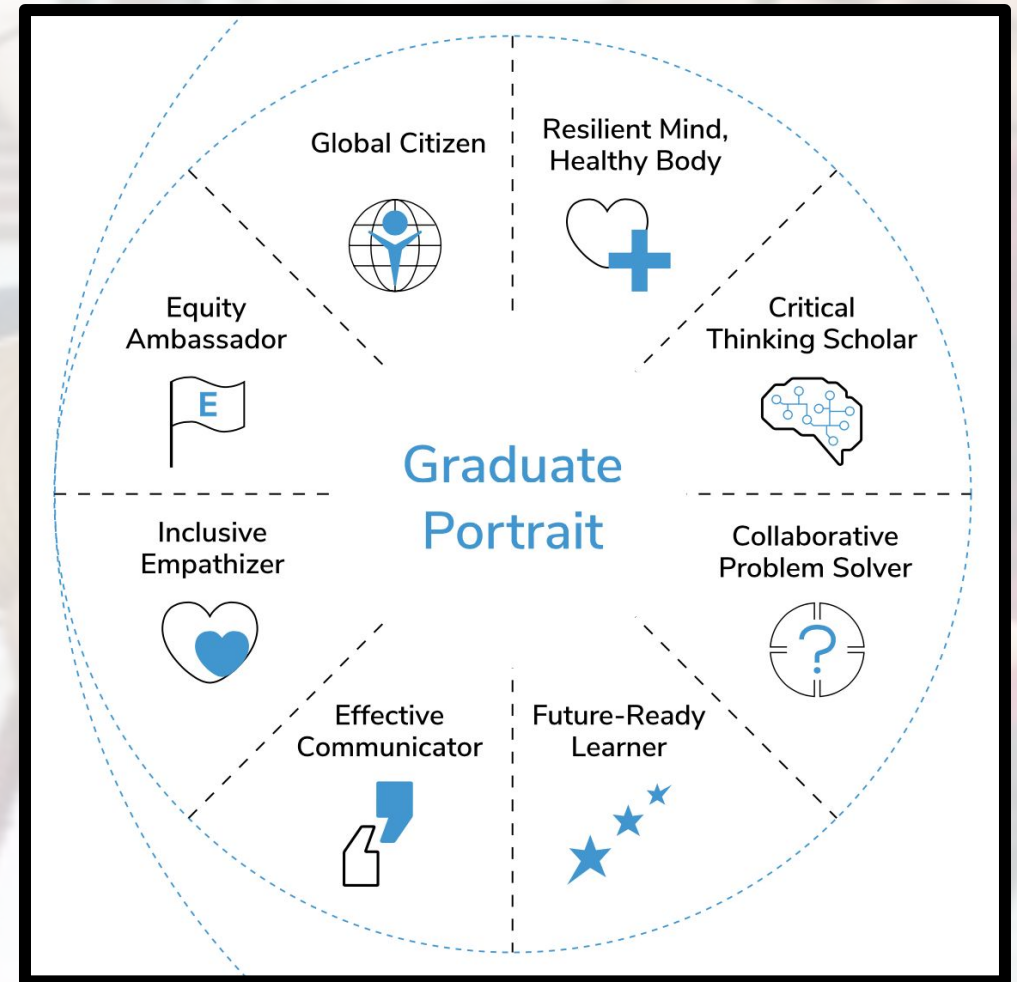 Global Citizen
Resilient Mind,
Healthy Body
Equity
Ambassador
E
Critical
Thinking Scholar
Graduate
Portrait
Inclusive
Empathizer
Collaborative
Problem Solver
?
Effective
Communicator
Future-Ready
Learner